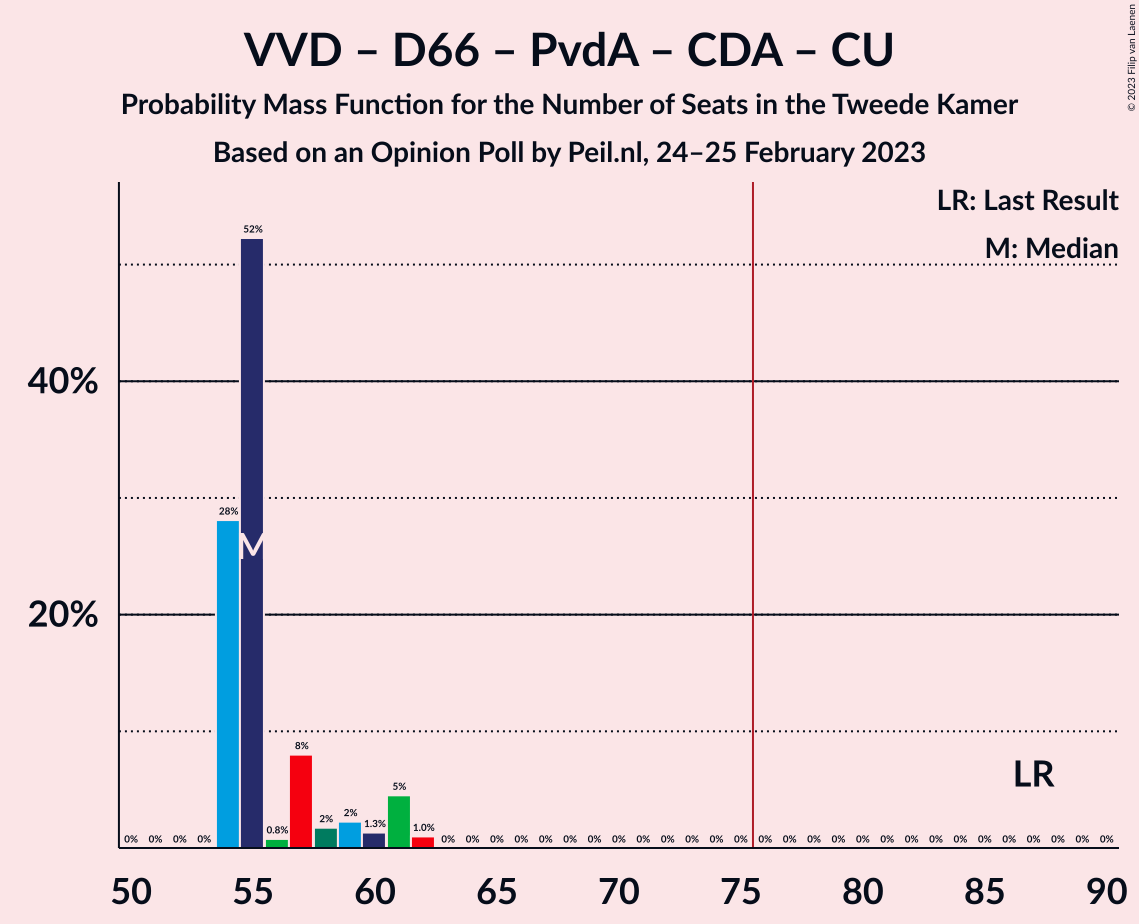 VVD – D66 – PvdA – CDA – CU
Probability Mass Function for the Number of Seats in the Tweede Kamer
Based on an Opinion Poll by Peil.nl, 24–25 February 2023
© 2023 Filip van Laenen
LR: Last Result
M: Median
52%
40%
28%
M
20%
8%
LR
5%
2%
2%
1.3%
1.0%
0.8%
0% 0% 0% 0% 0% 0% 0% 0% 0% 0% 0% 0% 0% 0% 0% 0% 0% 0% 0% 0% 0% 0% 0% 0% 0% 0% 0% 0% 0% 0% 0% 0%
50 55 60 65 70 75 80 85 90